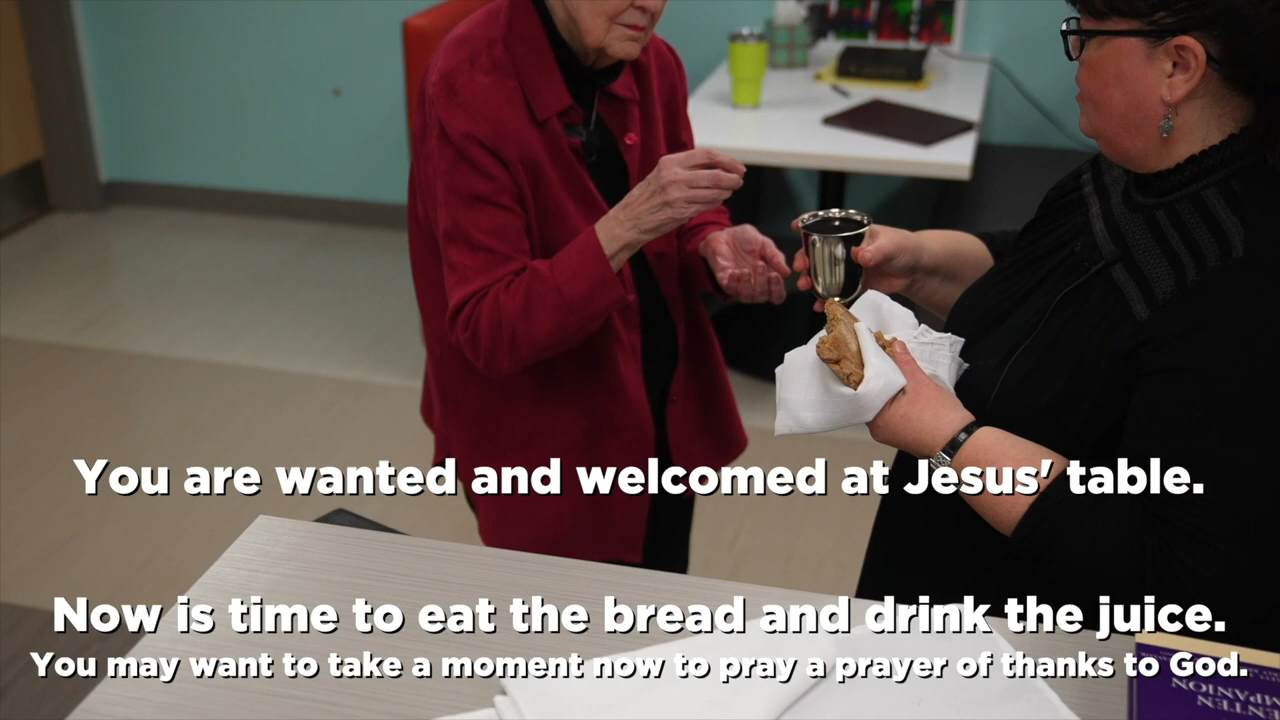 You are wanted and welcomed at Jesus' table.
Now is time to eat the bread and drink the juice.
You may want to take a moment now to pray a prayer of thanks to God.